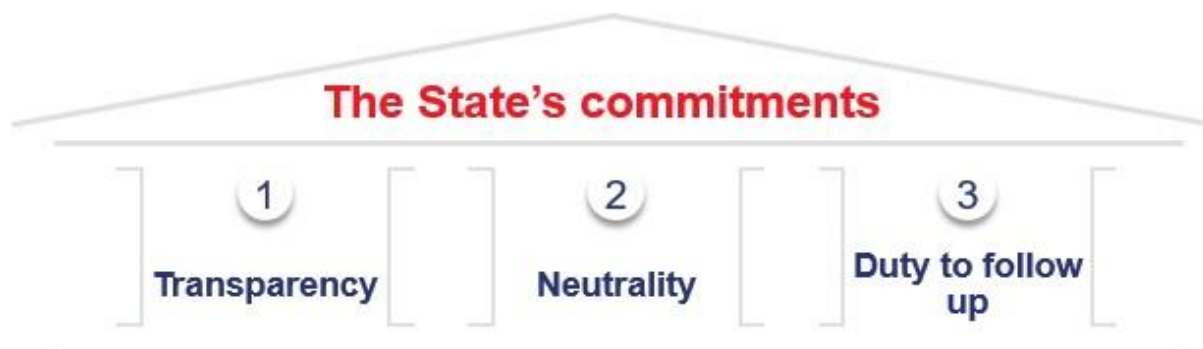 The State’s commitments
1
Transparency
2
Neutrality
3
Duty to follow
up